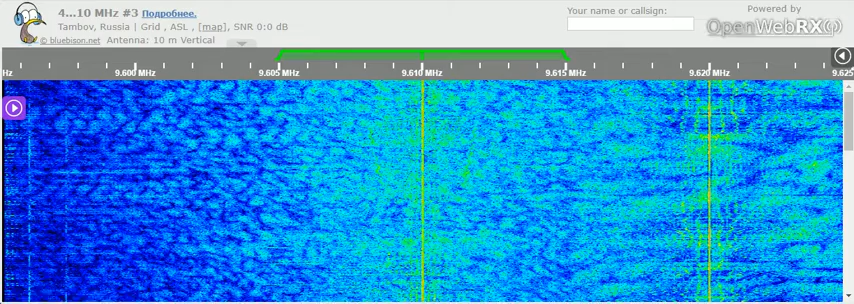 4...10 MHz #3 Подробнее.
Tambov, Russia | Grid , ASL , [map], SNR 0:0 dB
© bluebison.net Antenna: 10 m Vertical
Your name or callsign:
Powered by
OpenWebRX
Hz 9.600 MHz 9.605 MHz 9.610 MHz 9.615 MHz 9.620 MHz 9.625